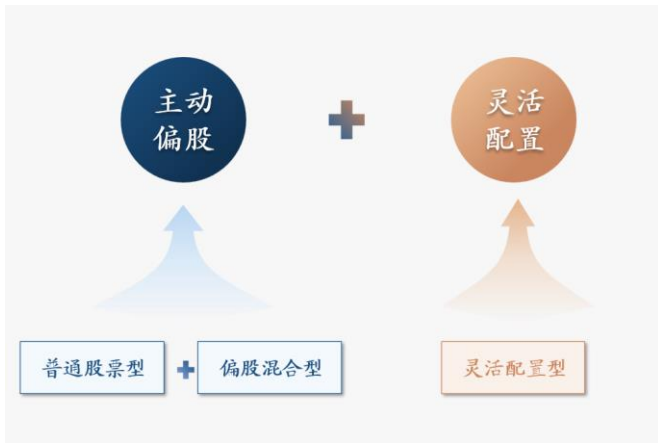 主动
偏股
灵活
配置
普通股票型
偏股混合型
灵活配置型